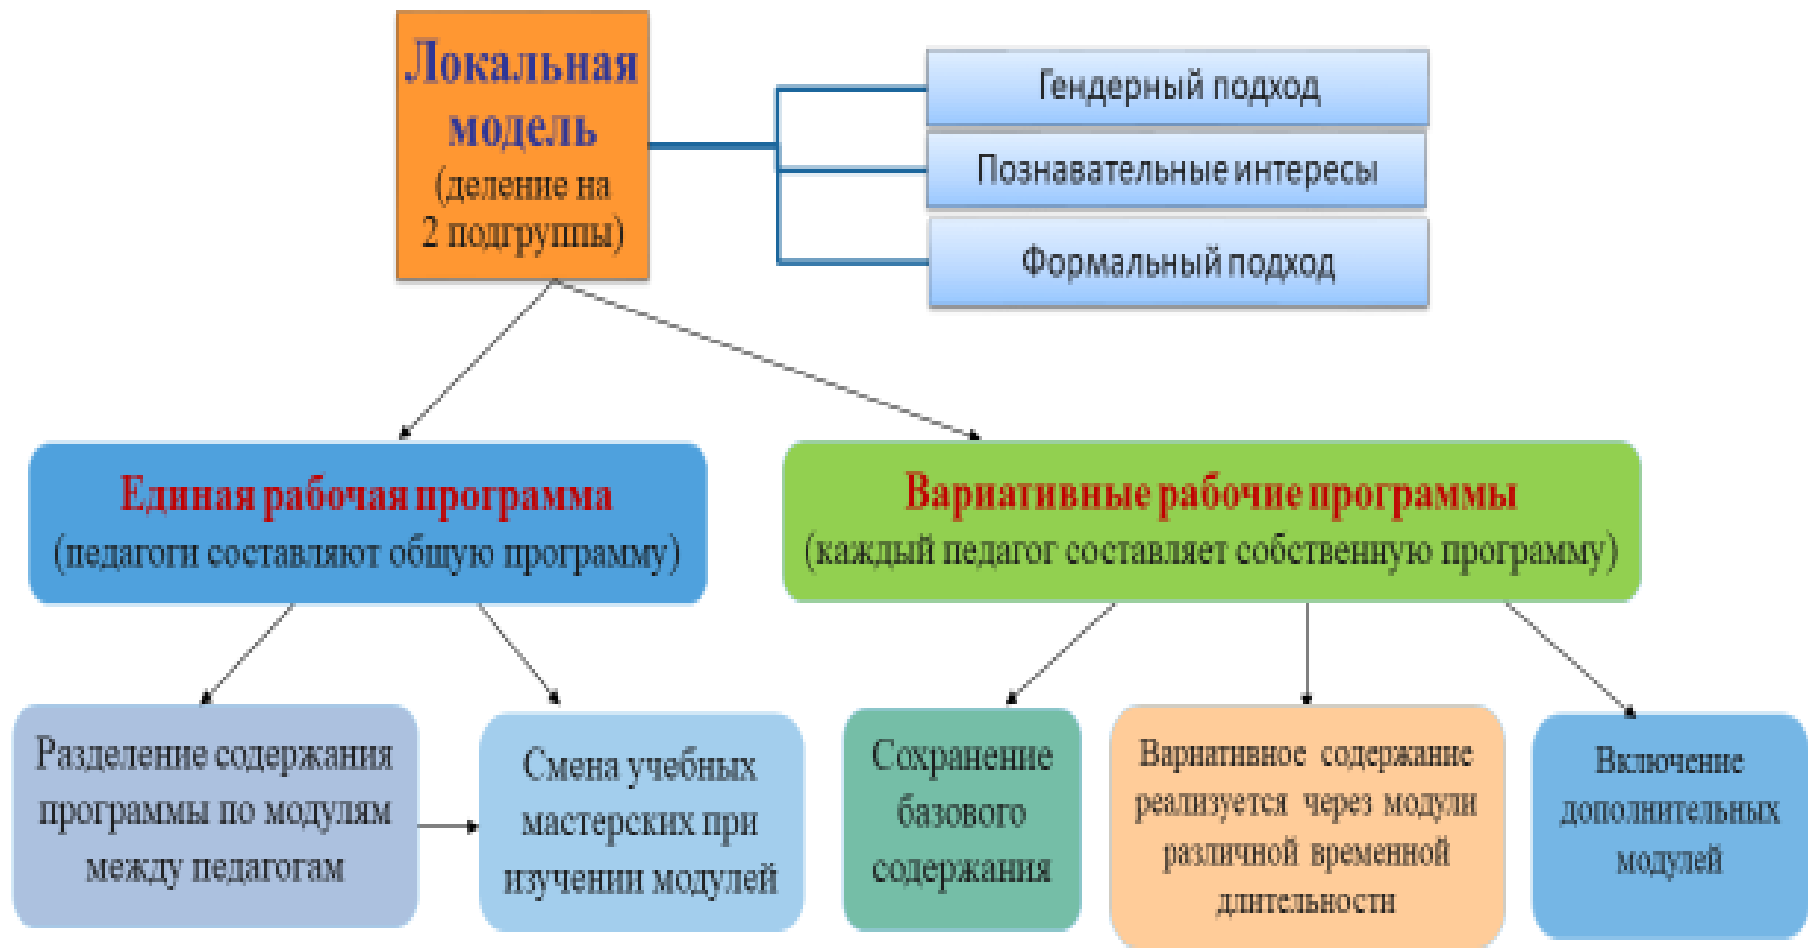 Локальная
модель
(деление на
2 подгруппы)
Гендерный подход
Познавательные интересы
Формальный подход
Единая рабочая программа
(педагоги составляют общую программу)
Вариативные рабочие программы
(каждый педагог составляет собственную программу)
Разделение содержания
программы по модулям
между педагогам
Смена учебных
мастерских при
изучении модулей
Сохранение
базового
содержания
Вариативное содержание
реализуется через модули
различной временной
длительности
Включение
дополнительных
модулей